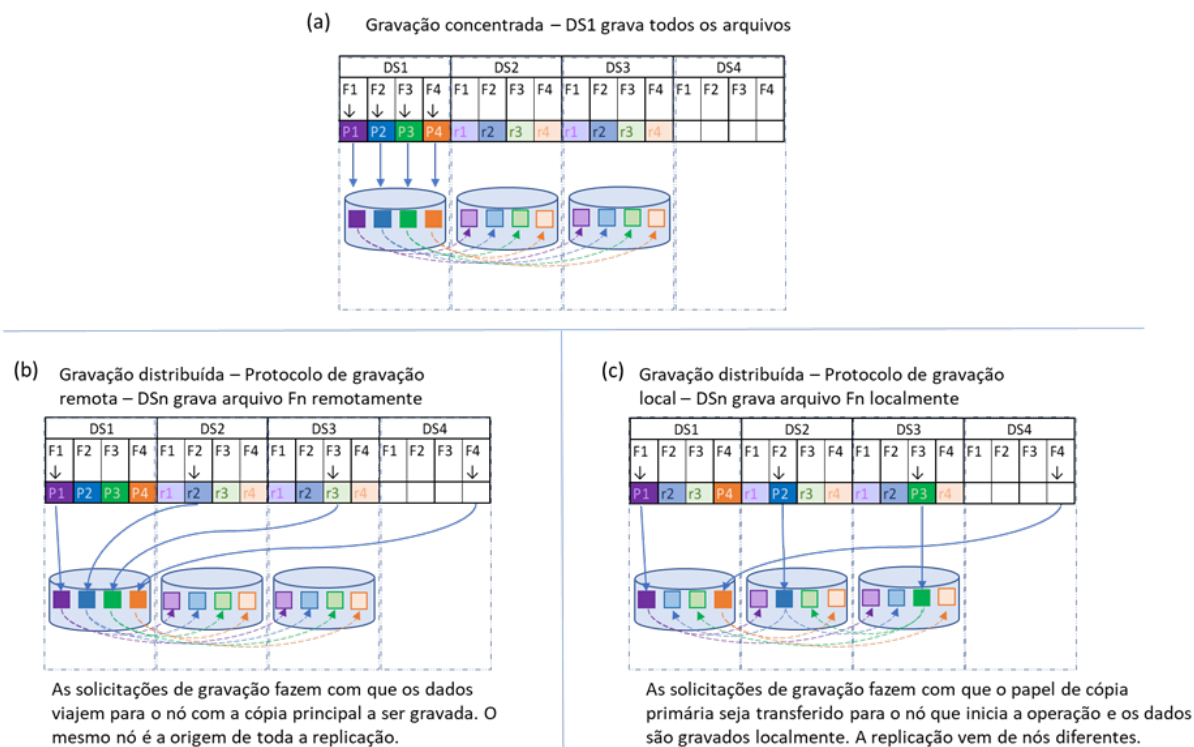 (a) Gravação concentrada – DS1 grava todos os arquivos
DS1 DS2 DS3 DS4
F1 F2 F3 F4 F1 F2 F3 F4 F1 F2 F3 F4 F1 F2 F3 F4
P1 P2 P3 P4 r1 r2 r3 r4 r1 r2 r3 r4
(b) Gravação distribuída – Protocolo de gravação
remota – DSn grava arquivo Fn remotamente
DS1 DS2 DS3 DS4
F1 F2 F3 F4 F1 F2 F3 F4 F1 F2 F3 F4 F1 F2 F3 F4
P1 P2 P3 P4 r1 r2 r3 r4 r1 r2 r3 r4
As solicitações de gravação fazem com que os dados
viajem para o nó com a cópia principal a ser gravada. O
mesmo nó é a origem de toda a replicação.
(c) Gravação distribuída – Protocolo de gravação
local – DSn grava arquivo Fn localmente
DS1 DS2 DS3 DS4
F1 F2 F3 F4 F1 F2 F3 F4 F1 F2 F3 F4 F1 F2 F3 F4
P1 r2 r3 P4 r1 P2 r3 r4 r1 r2 P3 r4
As solicitações de gravação fazem com que o papel de cópia
primária seja transferido para o nó que inicia a operação e os dados
são gravados localmente. A replicação vem de nós diferentes.